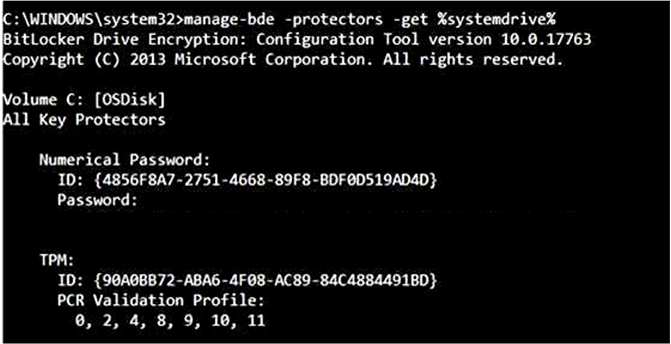 C:\WINDOWS\system32>manage-bde -protectors -get %systemdrive%
BitLocker Drive Encryption: Configuration Tool version 10.0.17763
Copyright (C) 2013 Microsoft Corporation. All rights reserved.
Volume C: [OSDisk]
All Key Protectors
Numerical Password:
ID: {4856F8A7-2751-4668-89F8-BDF0D519AD4D}
Password:
TPM:
ID: {90A0BB72-ABA6-4F08-AC89-84C4884491BD}
PCR Validation Profile:
0, 2, 4, 8, 9, 10, 11